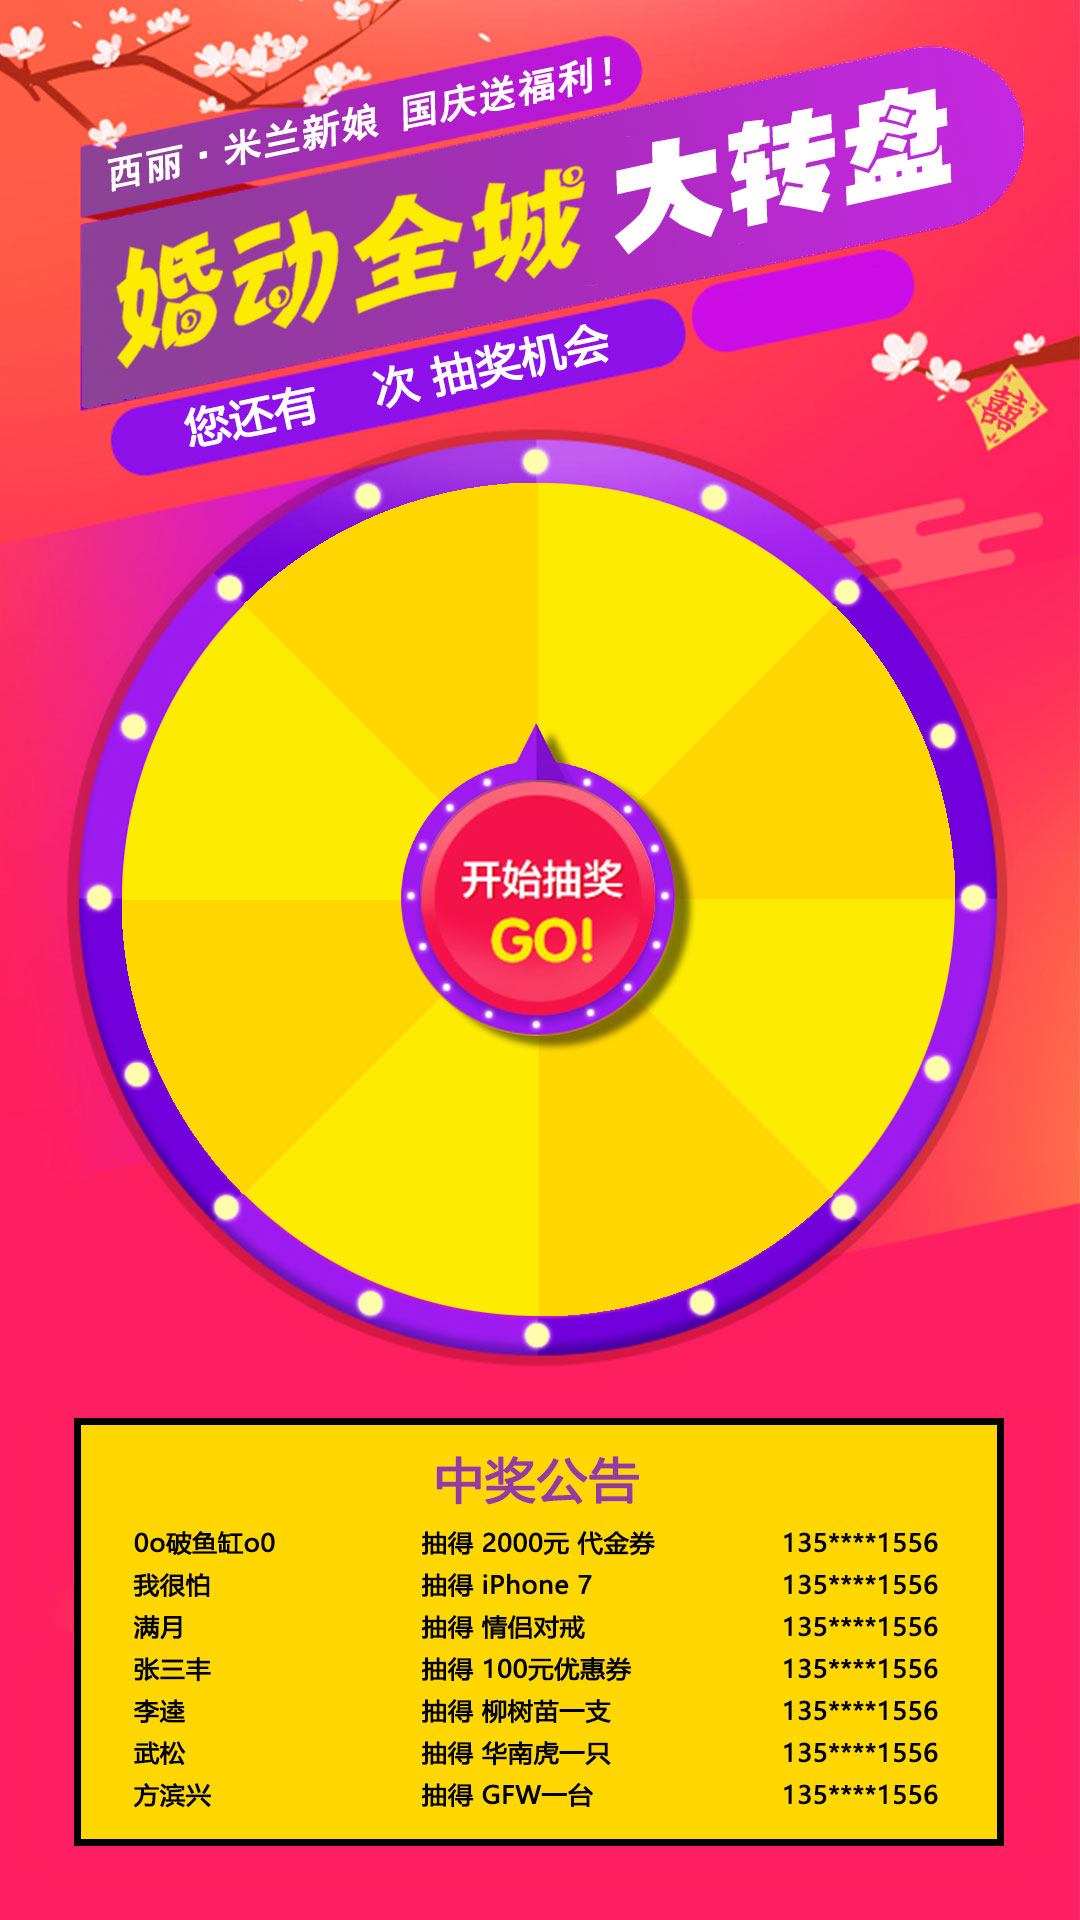 西丽·米兰新娘 国庆送福利！
婚动全城 大转盘
您还有 次 抽奖机会
囍
开始抽奖
GO!
中奖公告
0o破鱼缸o0 抽得 2000元 代金券 135****1556
我很怕 抽得 iPhone 7 135****1556
满月 抽得 情侣对戒 135****1556
张三丰 抽得 100元优惠券 135****1556
李逵 抽得 柳树苗一支 135****1556
武松 抽得 华南虎一只 135****1556
方滨兴 抽得 GFW一台 135****1556